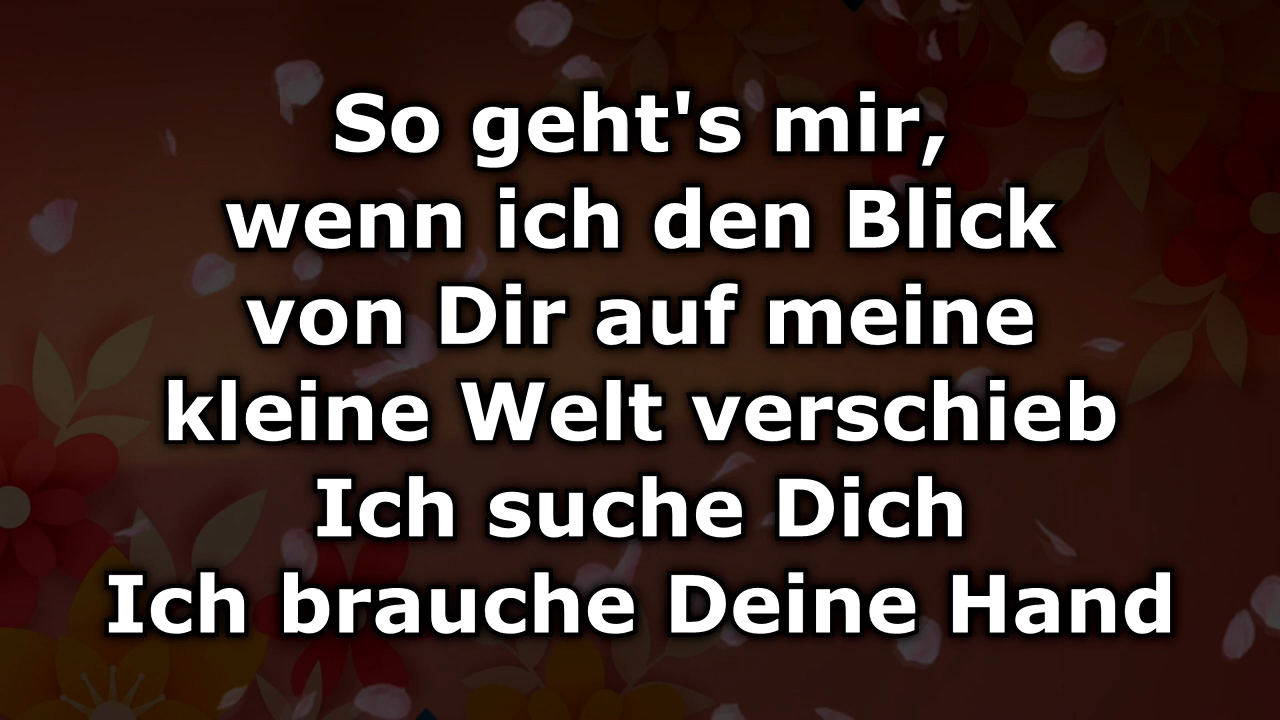 So geht's mir,
wenn ich den Blick
von Dir auf meine
kleine Welt verschieb
Ich suche Dich
Ich brauche Deine Hand